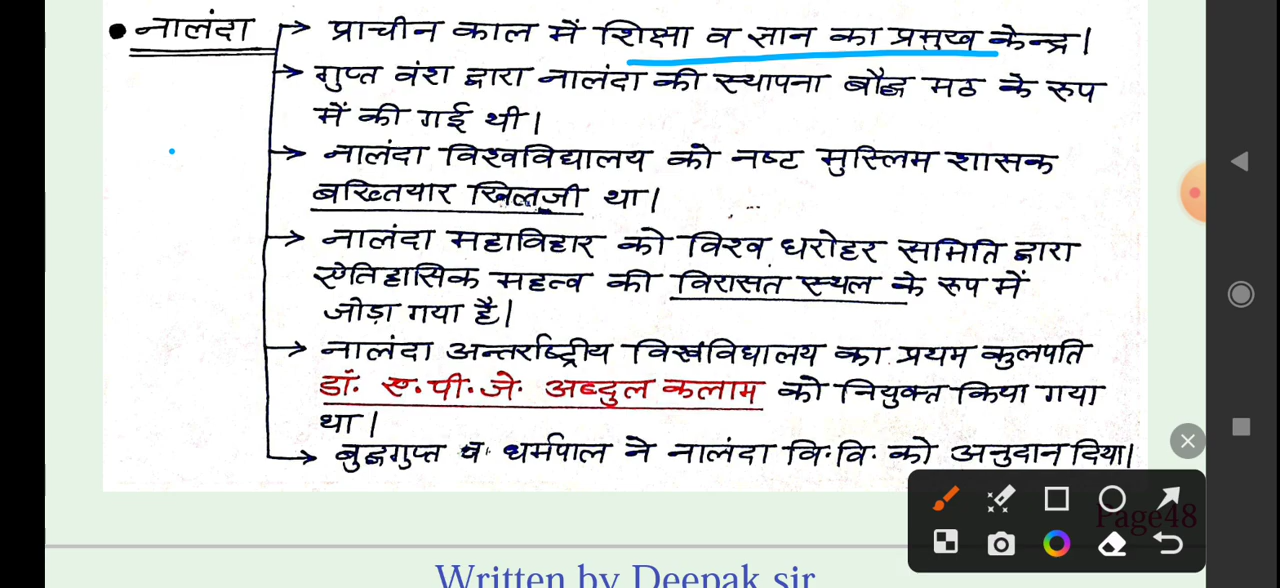 • नालंदा → प्राचीन काल में शिक्षा व ज्ञान का प्रमुख केन्द्र।
→ गुप्त वंश द्वारा नालंदा की स्थापना बौद्ध मठ के रुप
में की गई थी।
→ नालंदा विश्वविद्यालय को नष्ट मुस्लिम शासक
बख्तियार खिलजी था।
→ नालंदा महाविहार को विश्व धरोहर समिति द्वारा
ऐतिहासिक महत्व की विरासत स्थल के रूप में
जोड़ा गया है।
→ नालंदा अन्तर्राष्ट्रीय विश्वविद्यालय का प्रथम कुलपति
डॉ. ए. पी. जे. अब्दुल कलाम को नियुक्त किया गया
था।
→ बुद्धगुप्त व धर्मपाल ने नालंदा वि. वि. को अनुदान दिया।
Page48
Written by Deepak sir